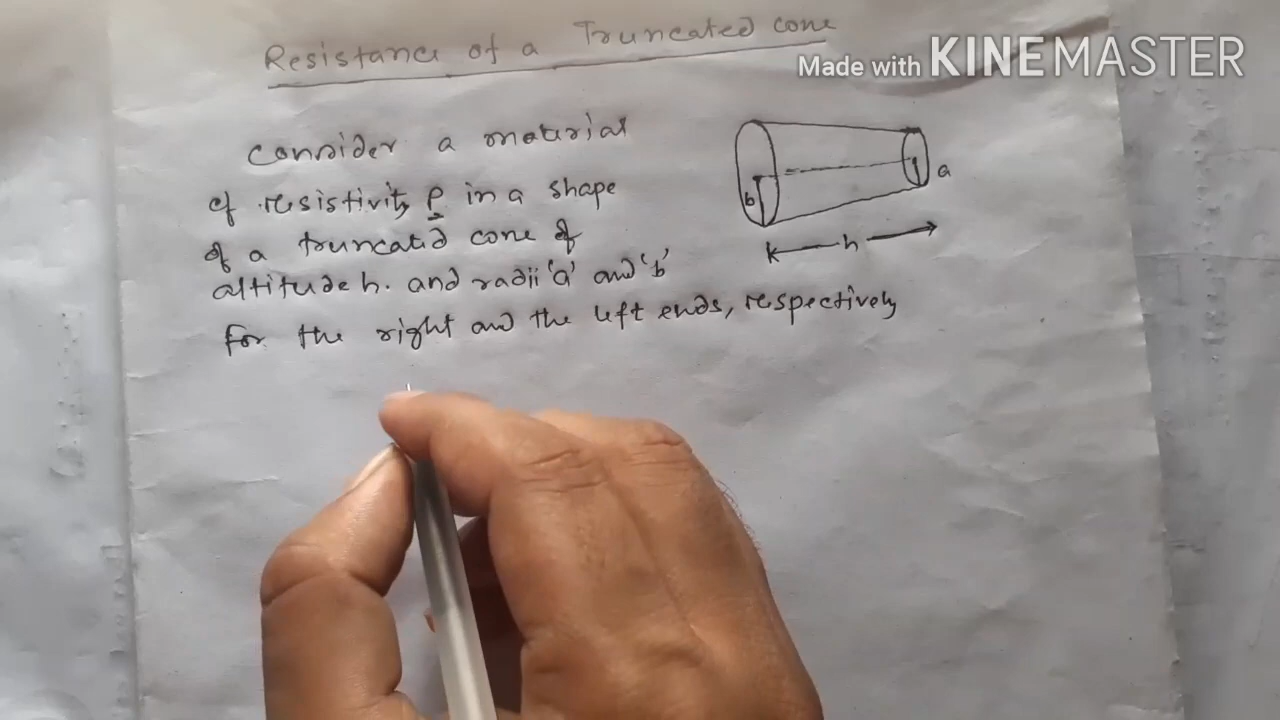 Resistance of a Truncated cone
Made with KINEMASTER
Consider a material
of resistivity ρ in a shape
of a truncated cone of
altitude h. and radii 'a' and 'b'
for the right and the left ends, respectively
b
a
h